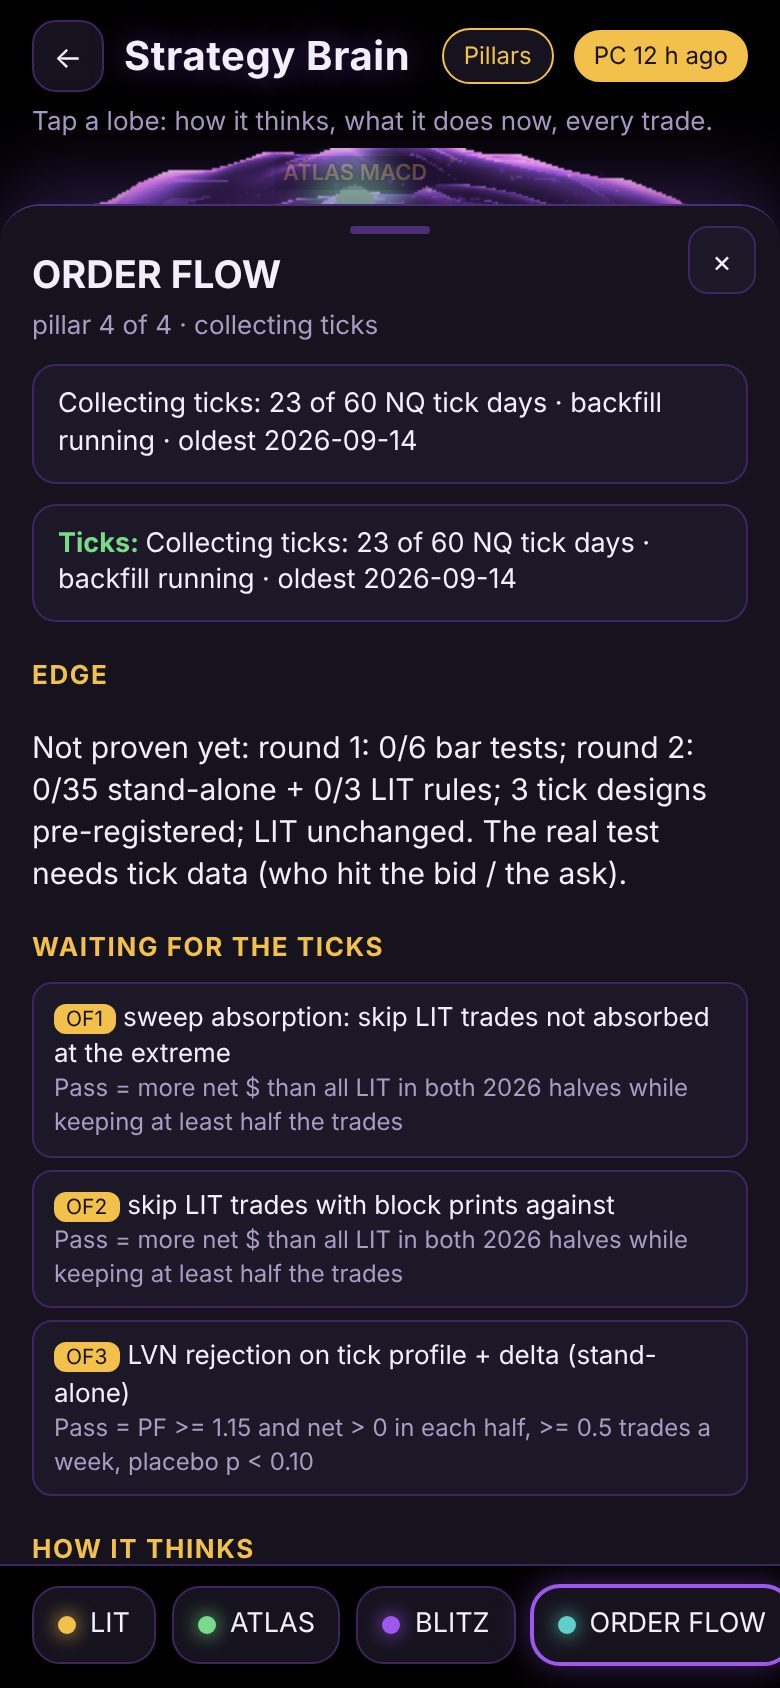 ←
Strategy Brain
Pillars
PC 12 h ago
Tap a lobe: how it thinks, what it does now, every trade.
ATLAS MACD
ORDER FLOW
×
pillar 4 of 4 · collecting ticks
Collecting ticks: 23 of 60 NQ tick days · backfill
running · oldest 2026-09-14
Ticks: Collecting ticks: 23 of 60 NQ tick days ·
backfill running · oldest 2026-09-14
EDGE
Not proven yet: round 1: 0/6 bar tests; round 2:
0/35 stand-alone + 0/3 LIT rules; 3 tick designs
pre-registered; LIT unchanged. The real test
needs tick data (who hit the bid / the ask).
WAITING FOR THE TICKS
OF1 sweep absorption: skip LIT trades not absorbed
at the extreme
Pass = more net $ than all LIT in both 2026 halves while
keeping at least half the trades
OF2 skip LIT trades with block prints against
Pass = more net $ than all LIT in both 2026 halves while
keeping at least half the trades
OF3 LVN rejection on tick profile + delta (stand-
alone)
Pass = PF >= 1.15 and net > 0 in each half, >= 0.5 trades a
week, placebo p < 0.10
HOW IT THINKS
LIT
ATLAS
BLITZ
ORDER FLOW